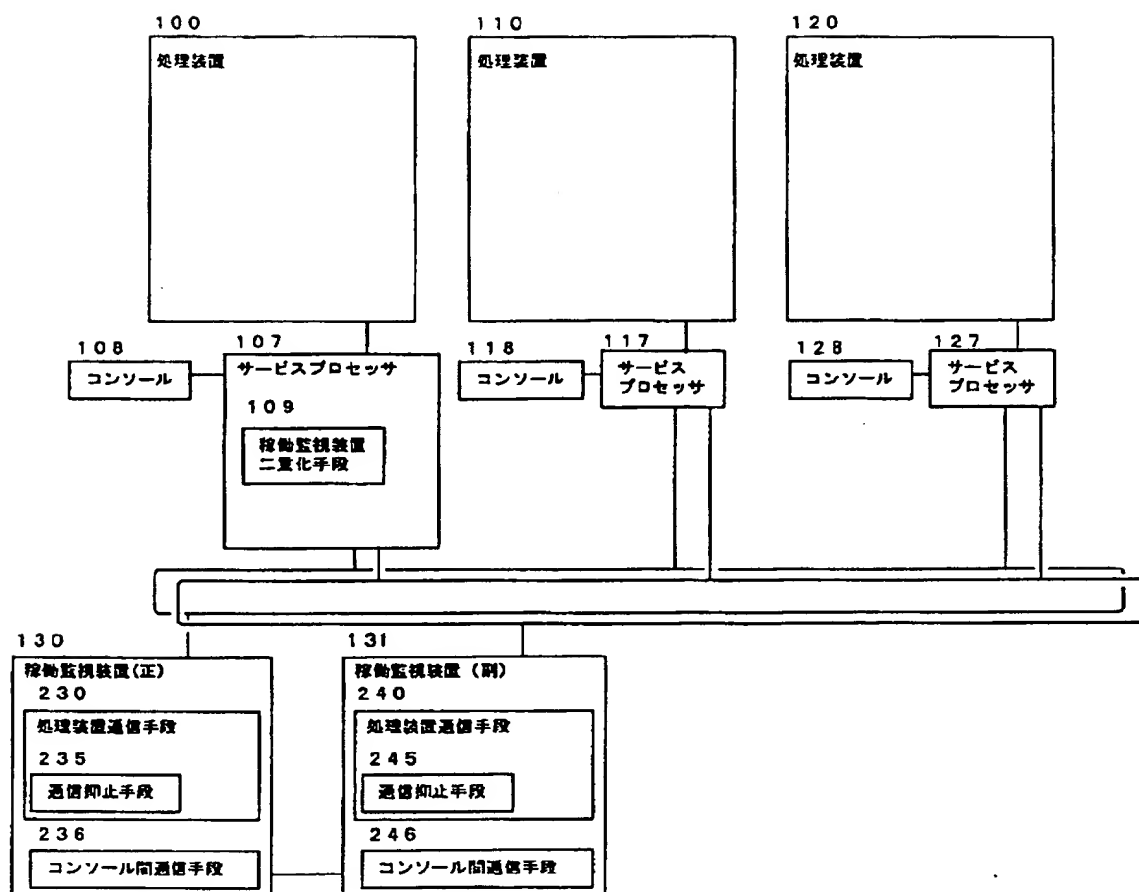 100
処理装置
110
処理装置
120
処理装置
108
コンソール
107
サービスプロセッサ
109
稼働監視装置
二重化手段
118
コンソール
117
サービス
プロセッサ
128
コンソール
127
サービス
プロセッサ
130
稼働監視装置(正)
230
処理装置通信手段
235
通信抑止手段
236
コンソール間通信手段
131
稼働監視装置(副)
240
処理装置通信手段
245
通信抑止手段
246
コンソール間通信手段